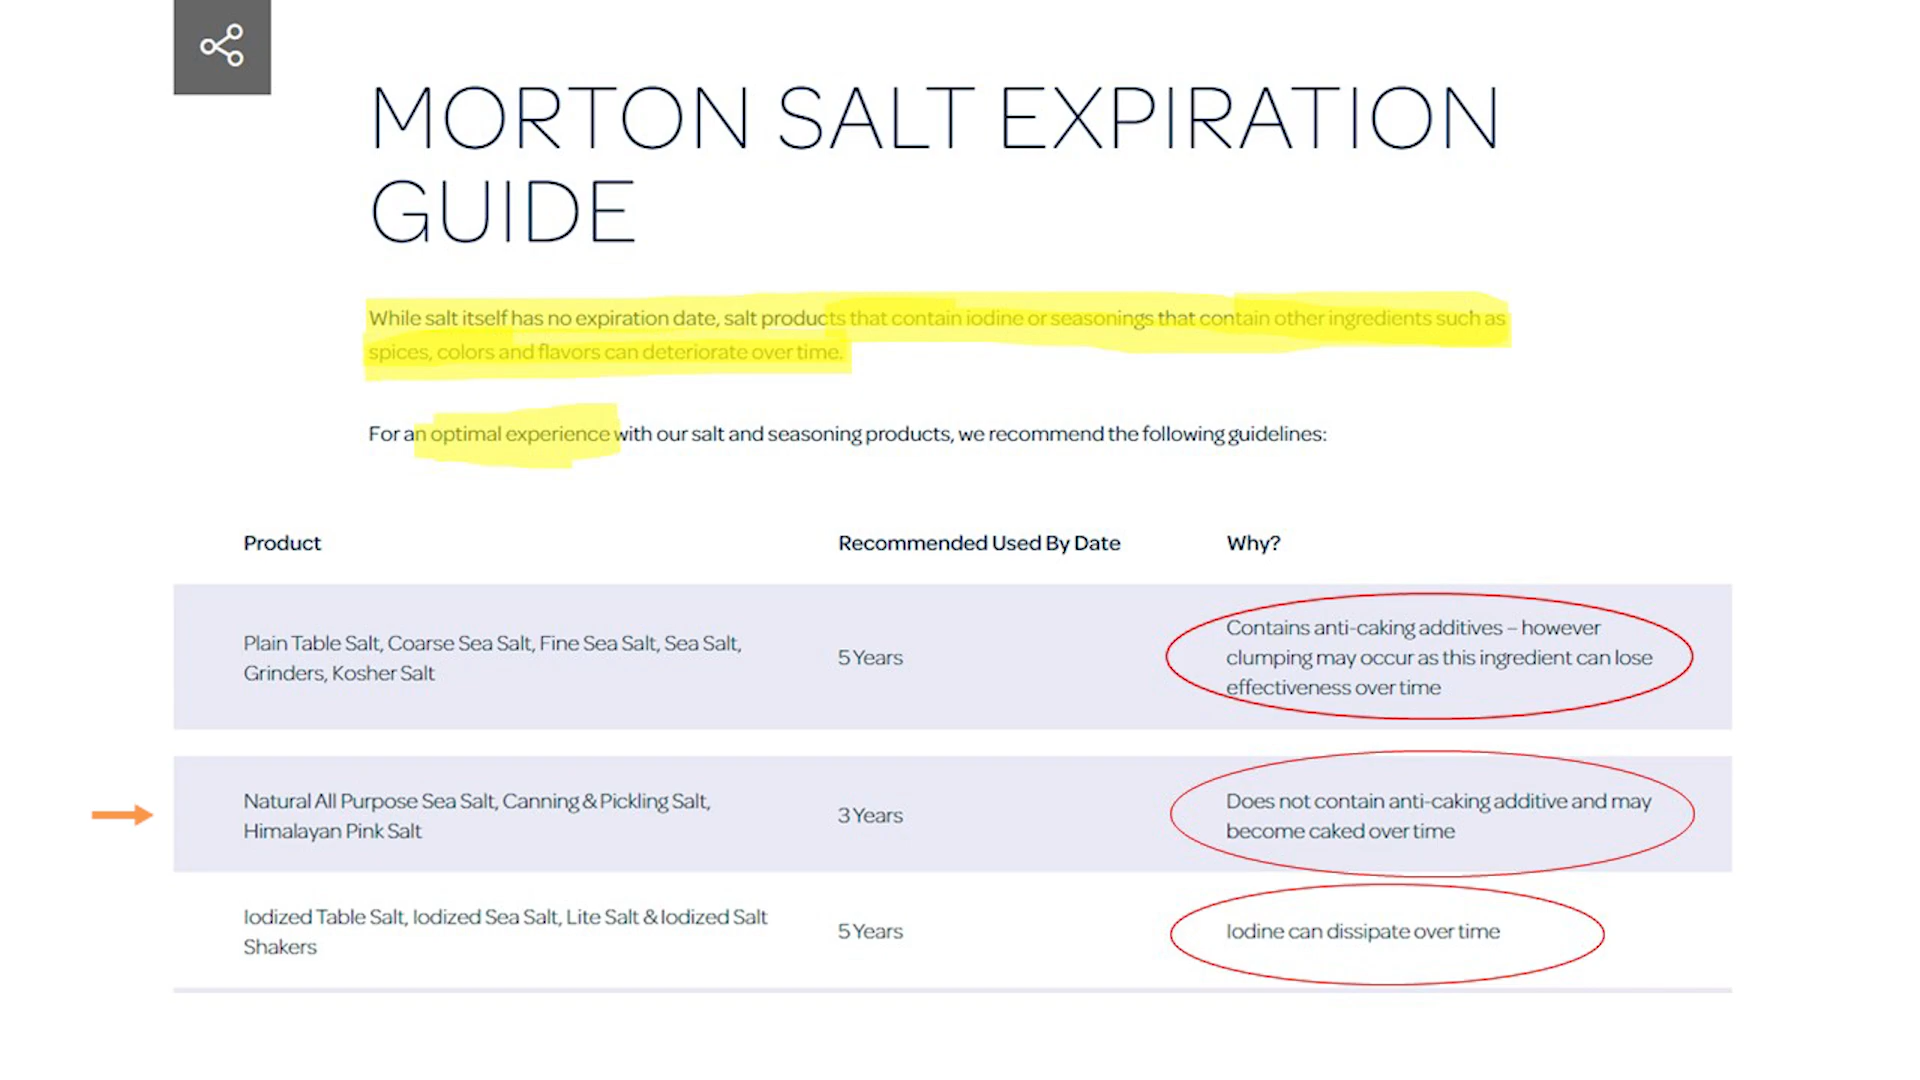 MORTON SALT EXPIRATION
GUIDE
While salt itself has no expiration date, salt products that contain iodine or seasonings that contain other ingredients such as
spices, colors and flavors can deteriorate over time.
For an optimal experience with our salt and seasoning products, we recommend the following guidelines:
Product Recommended Used By Date Why?
Plain Table Salt, Coarse Sea Salt, Fine Sea Salt, Sea Salt,
Grinders, Kosher Salt
5 Years
Contains anti-caking additives – however
clumping may occur as this ingredient can lose
effectiveness over time
Natural All Purpose Sea Salt, Canning & Pickling Salt,
Himalayan Pink Salt
3 Years
Does not contain anti-caking additive and may
become caked over time
Iodized Table Salt, Iodized Sea Salt, Lite Salt & Iodized Salt
Shakers
5 Years
Iodine can dissipate over time